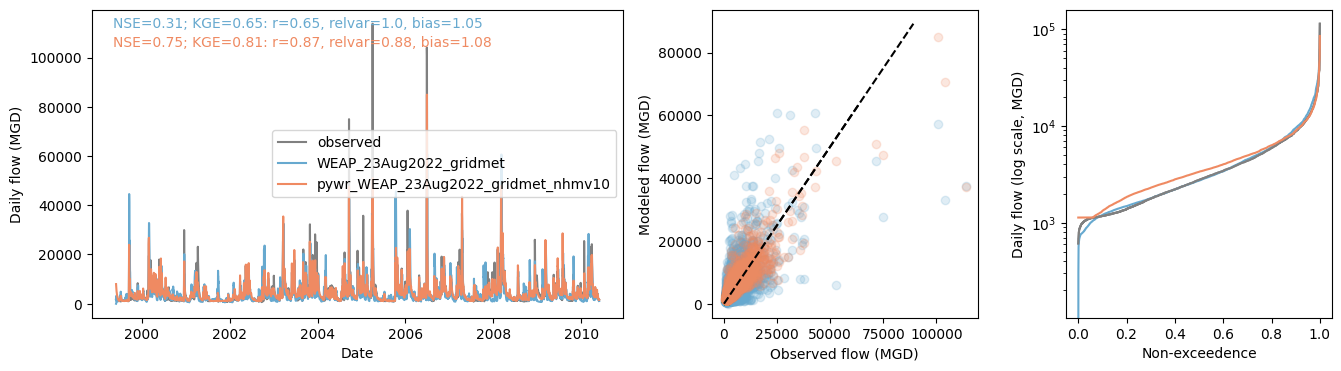 NSE=0.31; KGE=0.65: r=0.65, relvar=1.0, bias=1.05
NSE=0.75; KGE=0.81: r=0.87, relvar=0.88, bias=1.08
Daily flow (MGD)
100000
80000
60000
40000
20000
0
observed
WEAP_23Aug2022_gridmet
pywr_WEAP_23Aug2022_gridmet_nhmv10
2000
2002
2004
2006
2008
2010
Date
Modeled flow (MGD)
80000
60000
40000
20000
0
0
25000
50000
75000
100000
Observed flow (MGD)
Daily flow (log scale, MGD)
10⁵
10⁴
10³
0.0
0.2
0.4
0.6
0.8
1.0
Non-exceedence